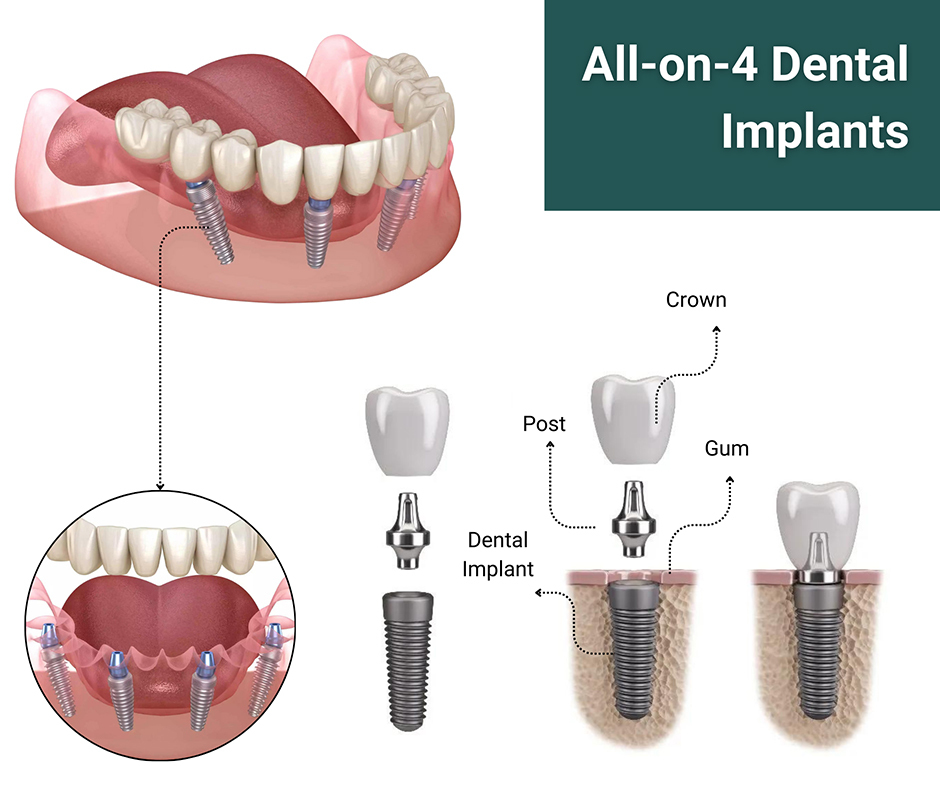 All-on-4 Dental
Implants
Crown
Post
Gum
Dental
Implant